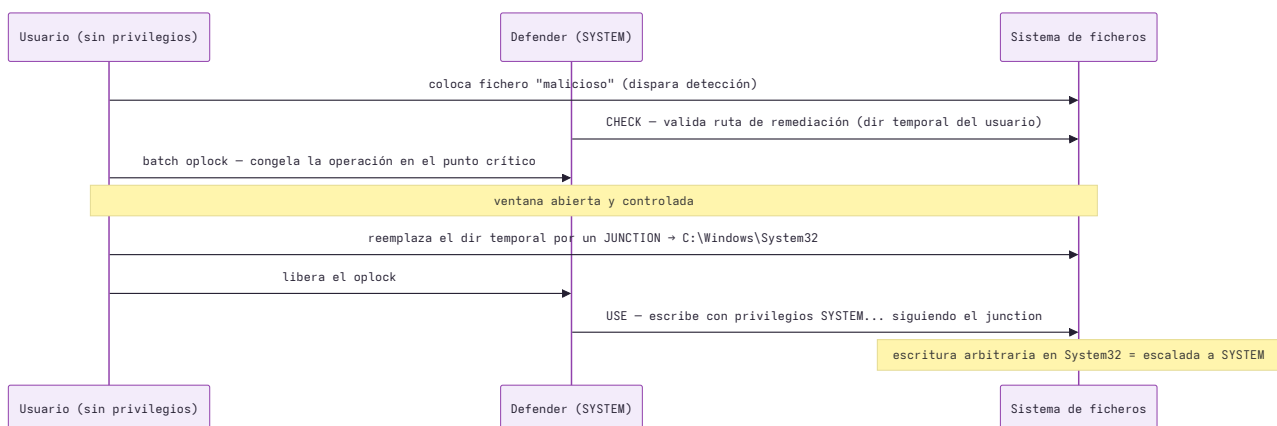 Usuario (sin privilegios)
Defender (SYSTEM)
Sistema de ficheros
coloca fichero "malicioso" (dispara detección)
CHECK — valida ruta de remediación (dir temporal del usuario)
batch oplock — congela la operación en el punto crítico
ventana abierta y controlada
reemplaza el dir temporal por un JUNCTION → C:\Windows\System32
libera el oplock
USE — escribe con privilegios SYSTEM... siguiendo el junction
escritura arbitraria en System32 = escalada a SYSTEM
Usuario (sin privilegios)
Defender (SYSTEM)
Sistema de ficheros